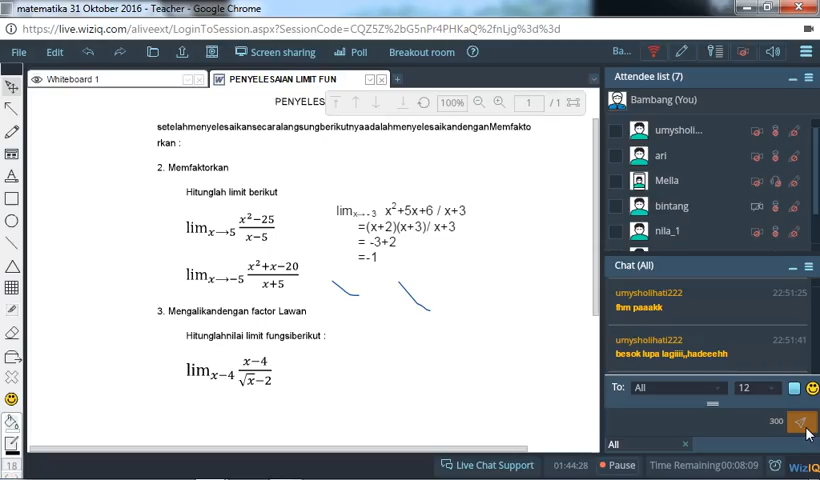 matematika 31 Oktober 2016 - Teacher - Google Chrome
https://live.wiziq.com/aliveext/LoginToSession.aspx?SessionCode=CQZ5Z%2bG5nPr4PHKaQ%2fnLjg%3d%3d
File Edit Screen sharing Poll Breakout room Ba...
Whiteboard 1 PENYELESAIAN LIMIT FUN
PENYELES 100% 1 / 1
setelahmenyelesaikansecaralangsungberikutnyaadalahmenyelesaikandenganMemfakto
rkan :
2. Memfaktorkan
Hitunglah limit berikut
lim x→5 x²−25 / x−5
lim x→−5 x²+x−20 / x+5
lim x→-3 x²+5x+6 / x+3
=(x+2)(x+3)/ x+3
= -3+2
=-1
3. Mengalikandengan factor Lawan
Hitunglahnilai limit fungsiberikut :
lim x−4 x−4 / √x−2
18
Attendee list (7)
Bambang (You)
umysholi...
ari
Mella
bintang
nila_1
Chat (All)
umysholihati222 22:51:25
fhm paaakk
umysholihati222 22:51:41
besok lupa lagiiii,,hadeeehh
To: All 12
300
All
Live Chat Support 01:44:28 Pause Time Remaining 00:08:09 WizIQ